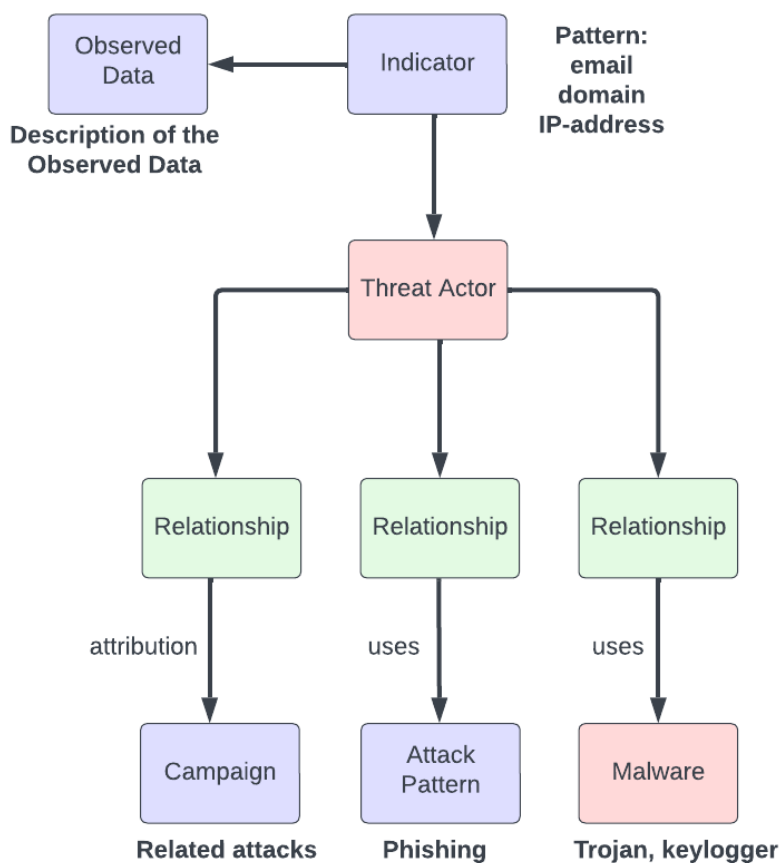 Observed
Data
Indicator
Pattern:
email
domain
IP-address
Description of the
Observed Data
Threat Actor
Relationship
Relationship
Relationship
attribution
uses
uses
Campaign
Attack
Pattern
Malware
Related attacks
Phishing
Trojan, keylogger